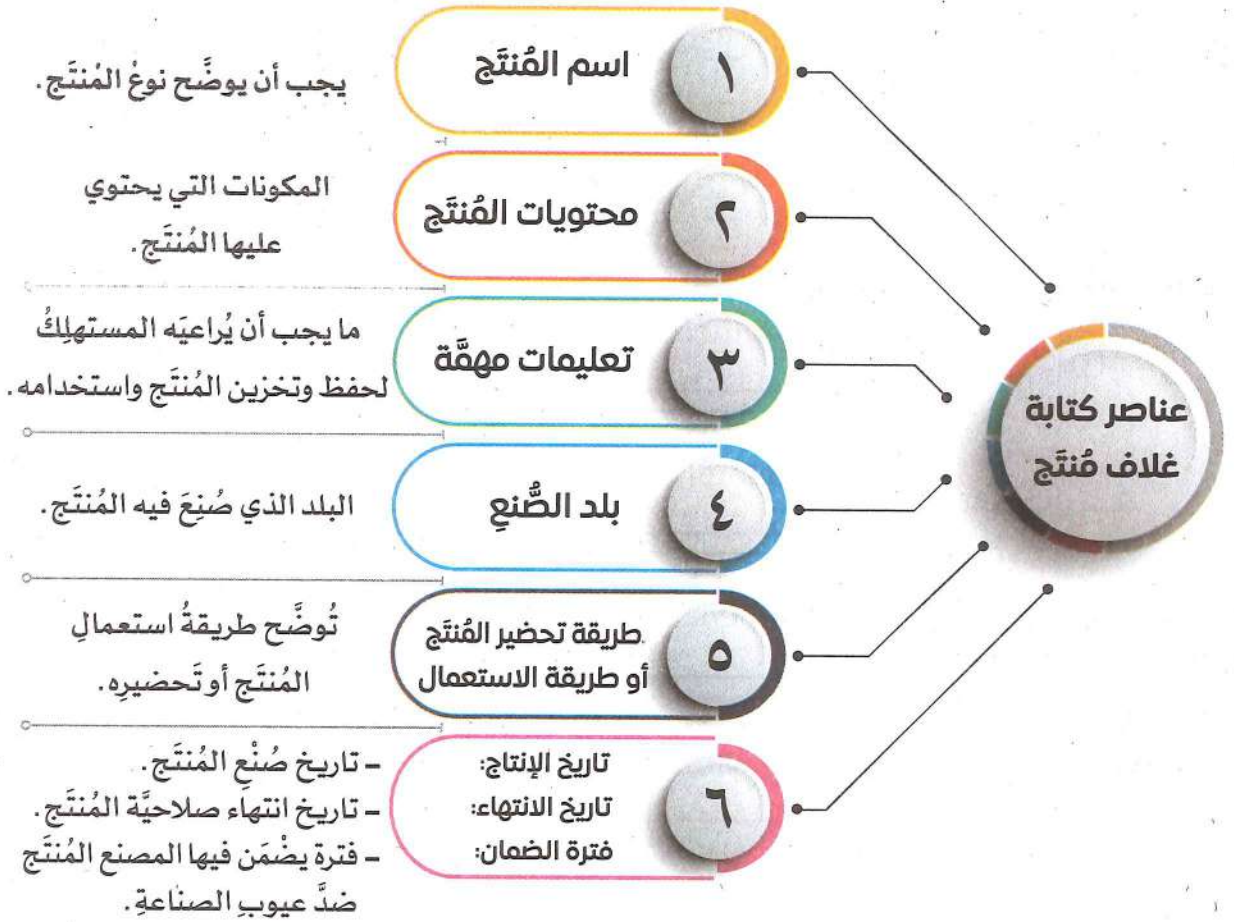 عناصر كتابة
غلاف مُنتَج
١
اسم المُنتَج
يجب أن يوضَّح نوعُ المُنتَج.
٢
محتويات المُنتَج
المكونات التي يحتوي
عليها المُنتَج.
٣
تعليمات مهمَّة
ما يجب أن يُراعيَه المستهلِكُ
لحفظ وتخزين المُنتَج واستخدامه.
٤
بلد الصُّنعِ
البلد الذي صُنِعَ فيه المُنتَج.
٥
طريقة تحضير المُنتَج
أو طريقة الاستعمال
تُوضَّح طريقةُ استعمالِ
المُنتَج أو تَحضيرِه.
٦
تاريخ الإنتاج:
تاريخ الانتهاء:
فترة الضمان:
– تاريخ صُنْعِ المُنتَج.
– تاريخ انتهاء صلاحيَّة المُنتَج.
– فترة يضْمَن فيها المصنع المُنتَج
ضدَّ عيوبِ الصناعةِ.